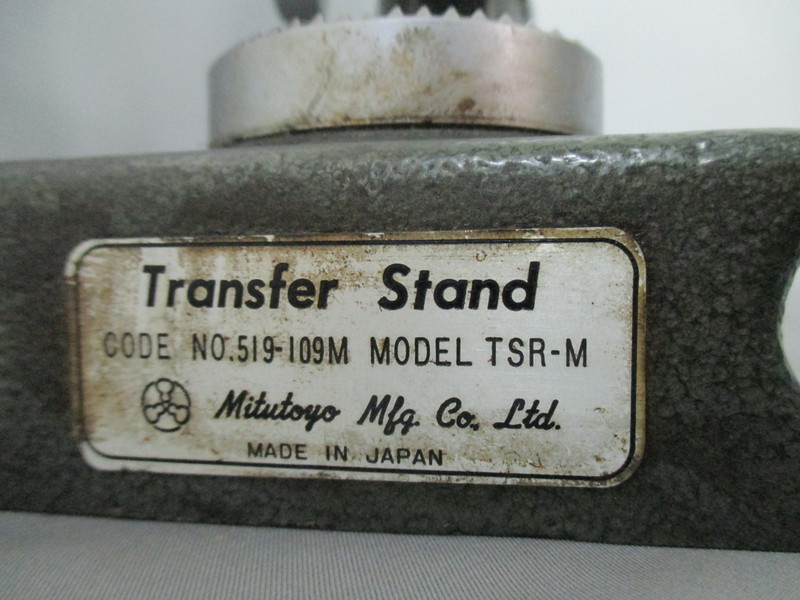 Transfer Stand
CODE NO.519-109M MODEL TSR-M
Mitutoyo Mfg. Co., Ltd.
MADE IN JAPAN